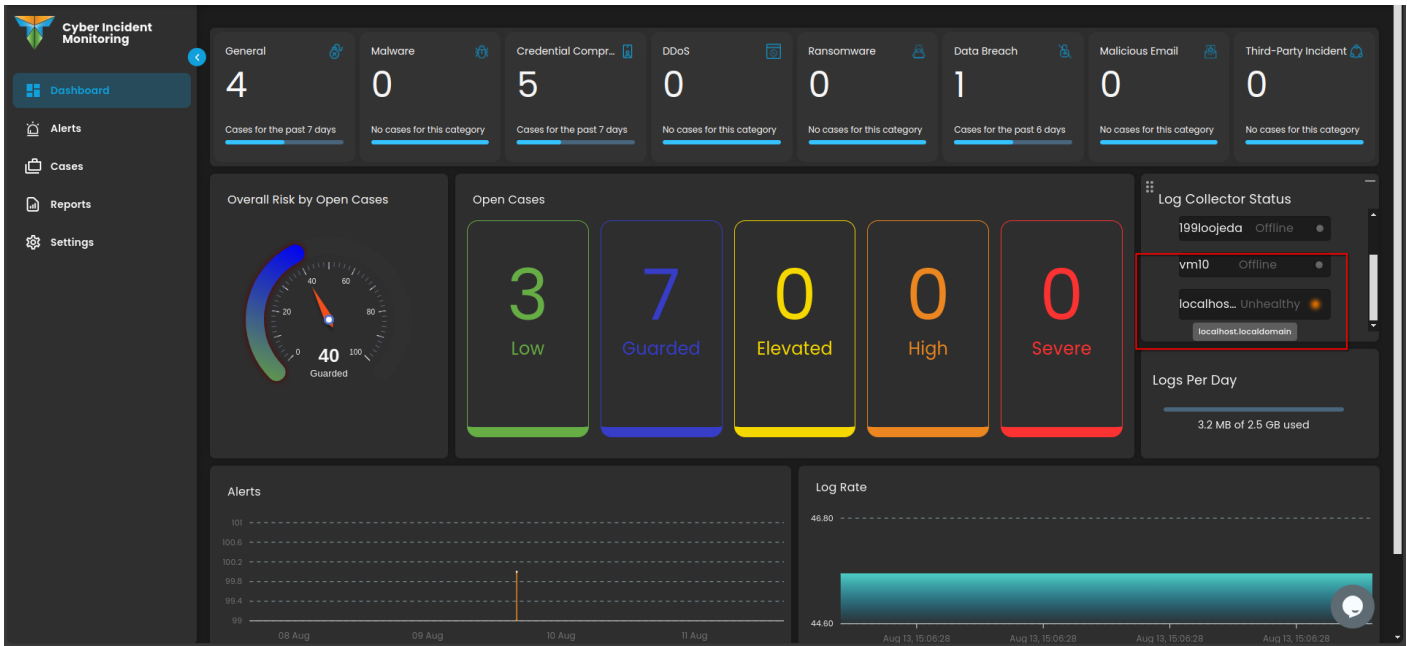 Cyber Incident
Monitoring
Dashboard
Alerts
Cases
Reports
Settings
General
4
Cases for the past 7 days
Malware
0
No cases for this category
Credential Compr...
5
Cases for the past 7 days
DDoS
0
No cases for this category
Ransomware
0
No cases for this category
Data Breach
1
Cases for the past 6 days
Malicious Email
0
No cases for this category
Third-Party Incident
0
No cases for this category
Overall Risk by Open Cases
0
20
40
60
80
100
40
Guarded
Open Cases
3
Low
7
Guarded
0
Elevated
0
High
0
Severe
Log Collector Status
199loojeda Offline
vm10 Offline
localhos... Unhealthy
localhost.localdomain
Logs Per Day
3.2 MB of 2.5 GB used
Alerts
101
100.6
100.2
99.8
99.4
99
08 Aug
09 Aug
10 Aug
11 Aug
Log Rate
46.80
44.60
Aug 13, 15:06:28
Aug 13, 15:06:28
Aug 13, 15:06:28
Aug 13, 15:06:28